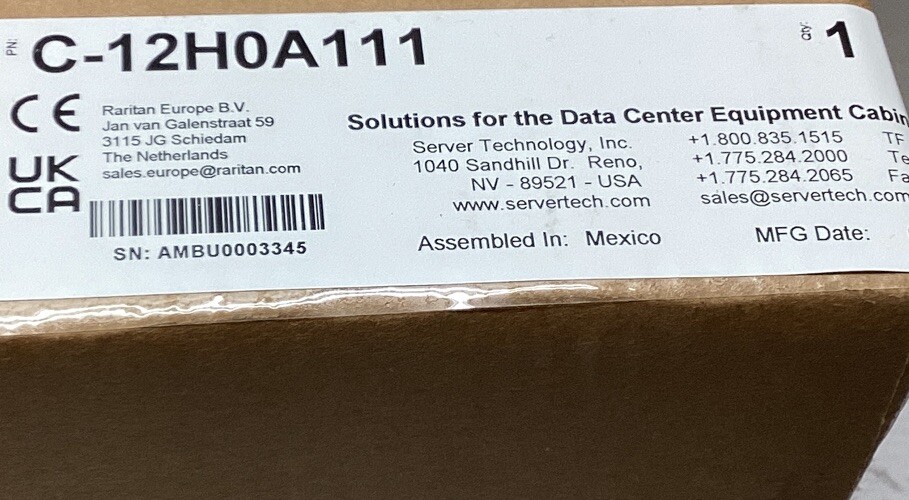 PN: C-12H0A111
qty: 1
CE
UK
CA
Raritan Europe B.V.
Jan van Galenstraat 59
3115 JG Schiedam
The Netherlands
sales.europe@raritan.com
SN: AMBU0003345
Solutions for the Data Center Equipment Cabin
Server Technology, Inc.
1040 Sandhill Dr. Reno,
NV - 89521 - USA
www.servertech.com
+1.800.835.1515 TF
+1.775.284.2000 Te
+1.775.284.2065 Fa
sales@servertech.com
Assembled In: Mexico
MFG Date: